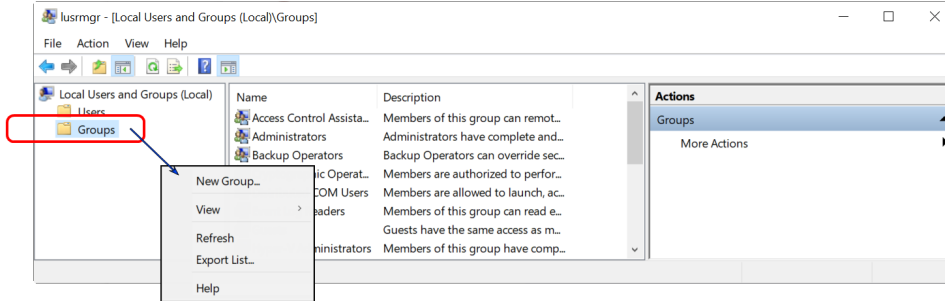 lusrmgr - [Local Users and Groups (Local)\Groups]
File Action View Help
Local Users and Groups (Local)
Users
Groups
Name Description
Access Control Assista... Members of this group can remot...
Administrators Administrators have complete and...
Backup Operators Backup Operators can override sec...
ic Operat... Members are authorized to perfor...
COM Users Members are allowed to launch, ac...
eaders Members of this group can read e...
Guests have the same access as m...
ministrators Members of this group have comp...
New Group...
View
Refresh
Export List...
Help
Actions
Groups
More Actions